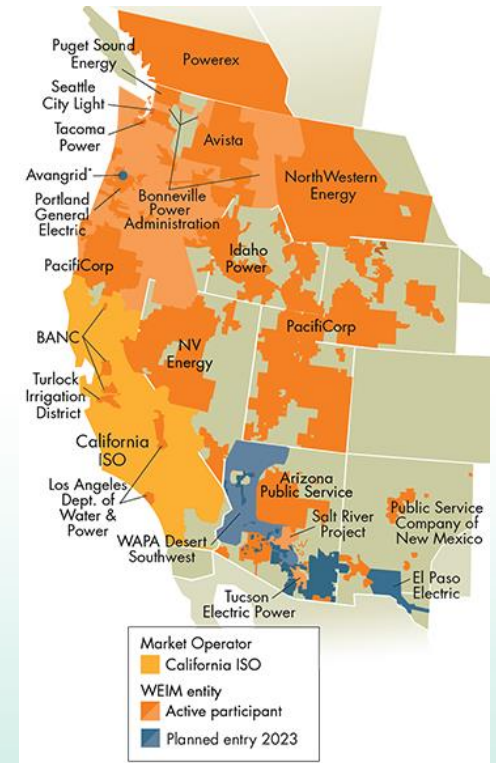 Puget Sound
Energy
Powerex
Seattle
City Light
Tacoma
Power
Avista
Avangrid*
NorthWestern
Energy
Portland
General
Electric
Bonneville
Power
Administration
Idaho
Power
PacifiCorp
PacifiCorp
BANC
NV
Energy
Turlock
Irrigation
District
California
ISO
Arizona
Public Service
Los Angeles
Dept. of
Water &
Power
Salt River
Project
Public Service
Company of
New Mexico
WAPA Desert
Southwest
El Paso
Electric
Tucson
Electric Power
Market Operator
California ISO
WEIM entity
Active participant
Planned entry 2023